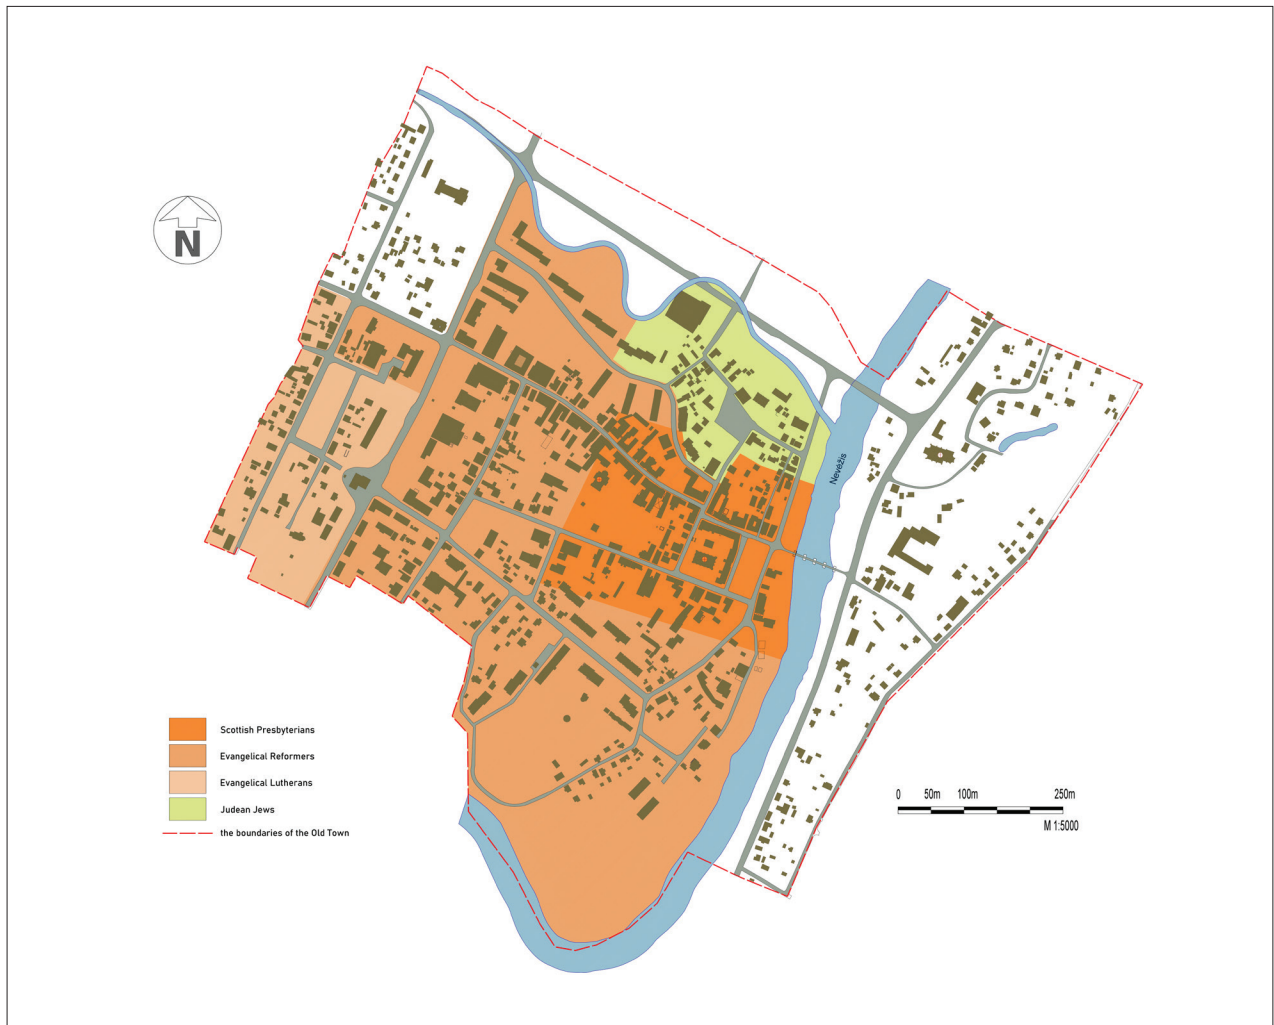 N
Nevėžis
Scottish Presbyterians
Evangelical Reformers
Evangelical Lutherans
Judean Jews
the boundaries of the Old Town
0 50m 100m 250m
M 1:5000